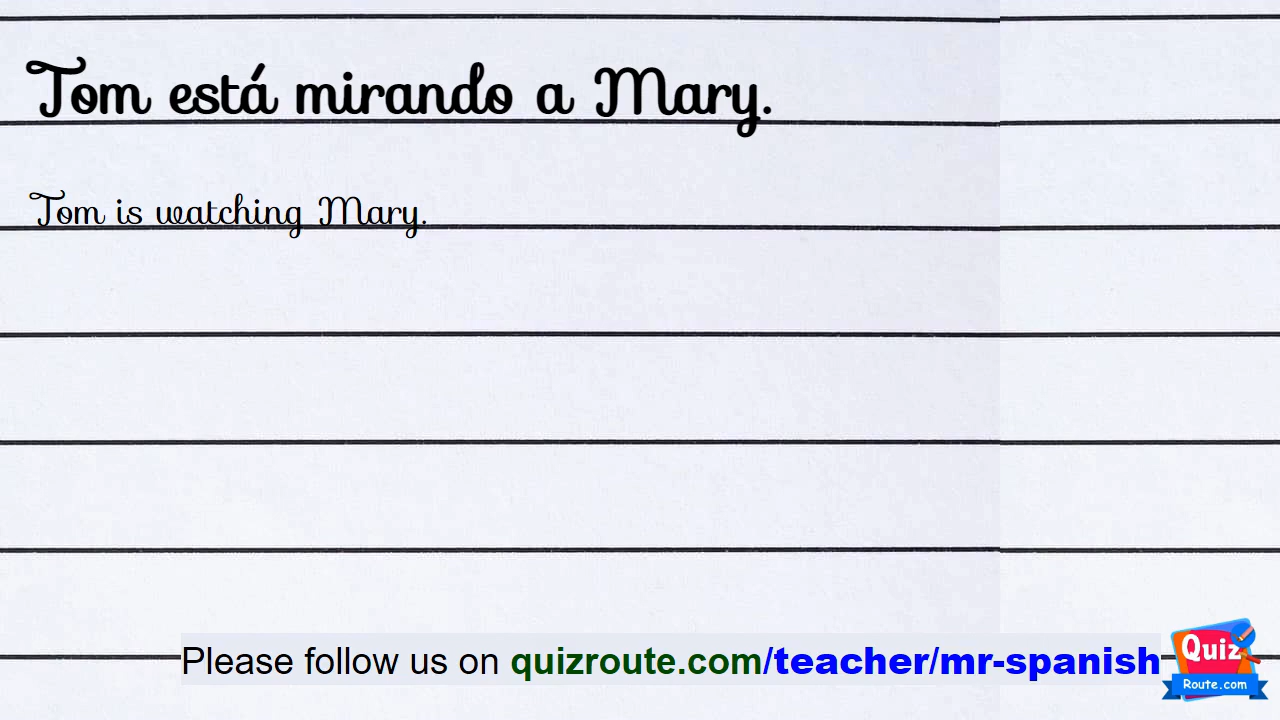 Tom está mirando a Mary.
Tom is watching Mary.
Please follow us on quizroute.com/teacher/mr-spanish
Quiz
Route.com